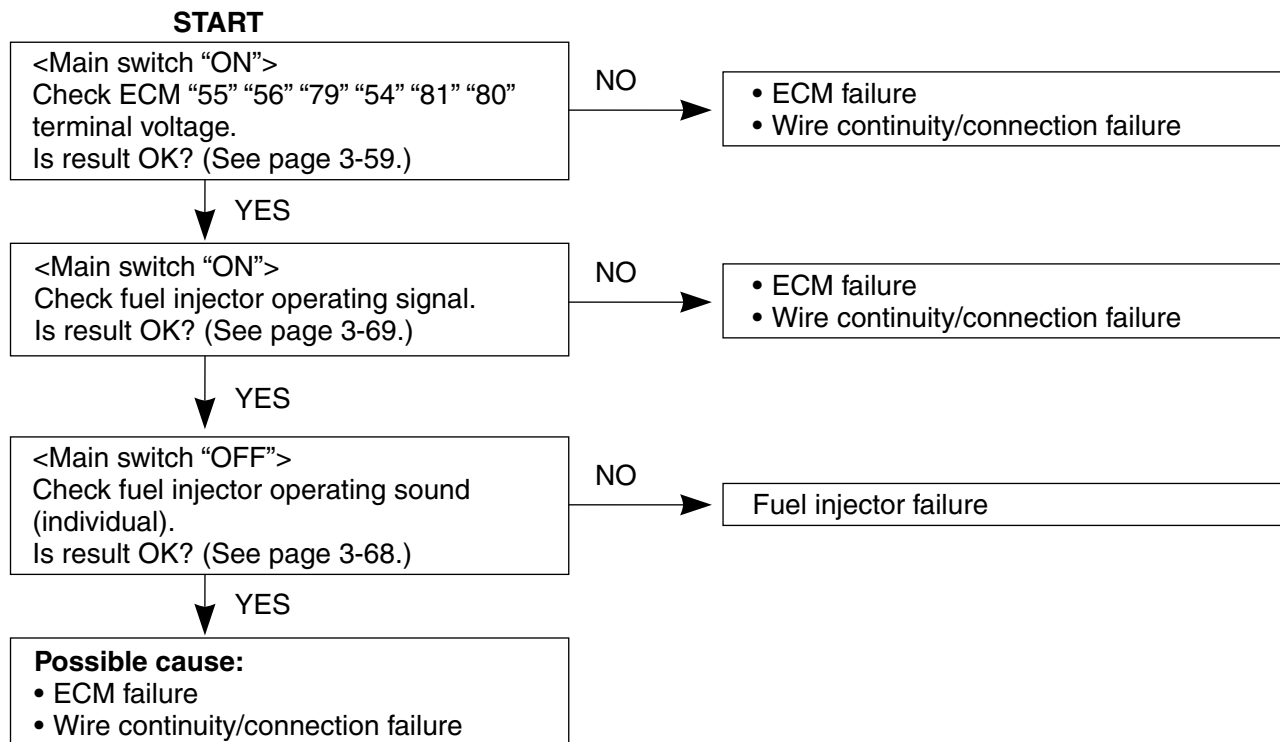 START
<Main switch “ON”>
Check ECM “55” “56” “79” “54” “81” “80”
terminal voltage.
Is result OK? (See page 3-59.)
NO
• ECM failure
• Wire continuity/connection failure
YES
<Main switch “ON”>
Check fuel injector operating signal.
Is result OK? (See page 3-69.)
NO
• ECM failure
• Wire continuity/connection failure
YES
<Main switch “OFF”>
Check fuel injector operating sound
(individual).
Is result OK? (See page 3-68.)
NO
Fuel injector failure
YES
Possible cause:
• ECM failure
• Wire continuity/connection failure